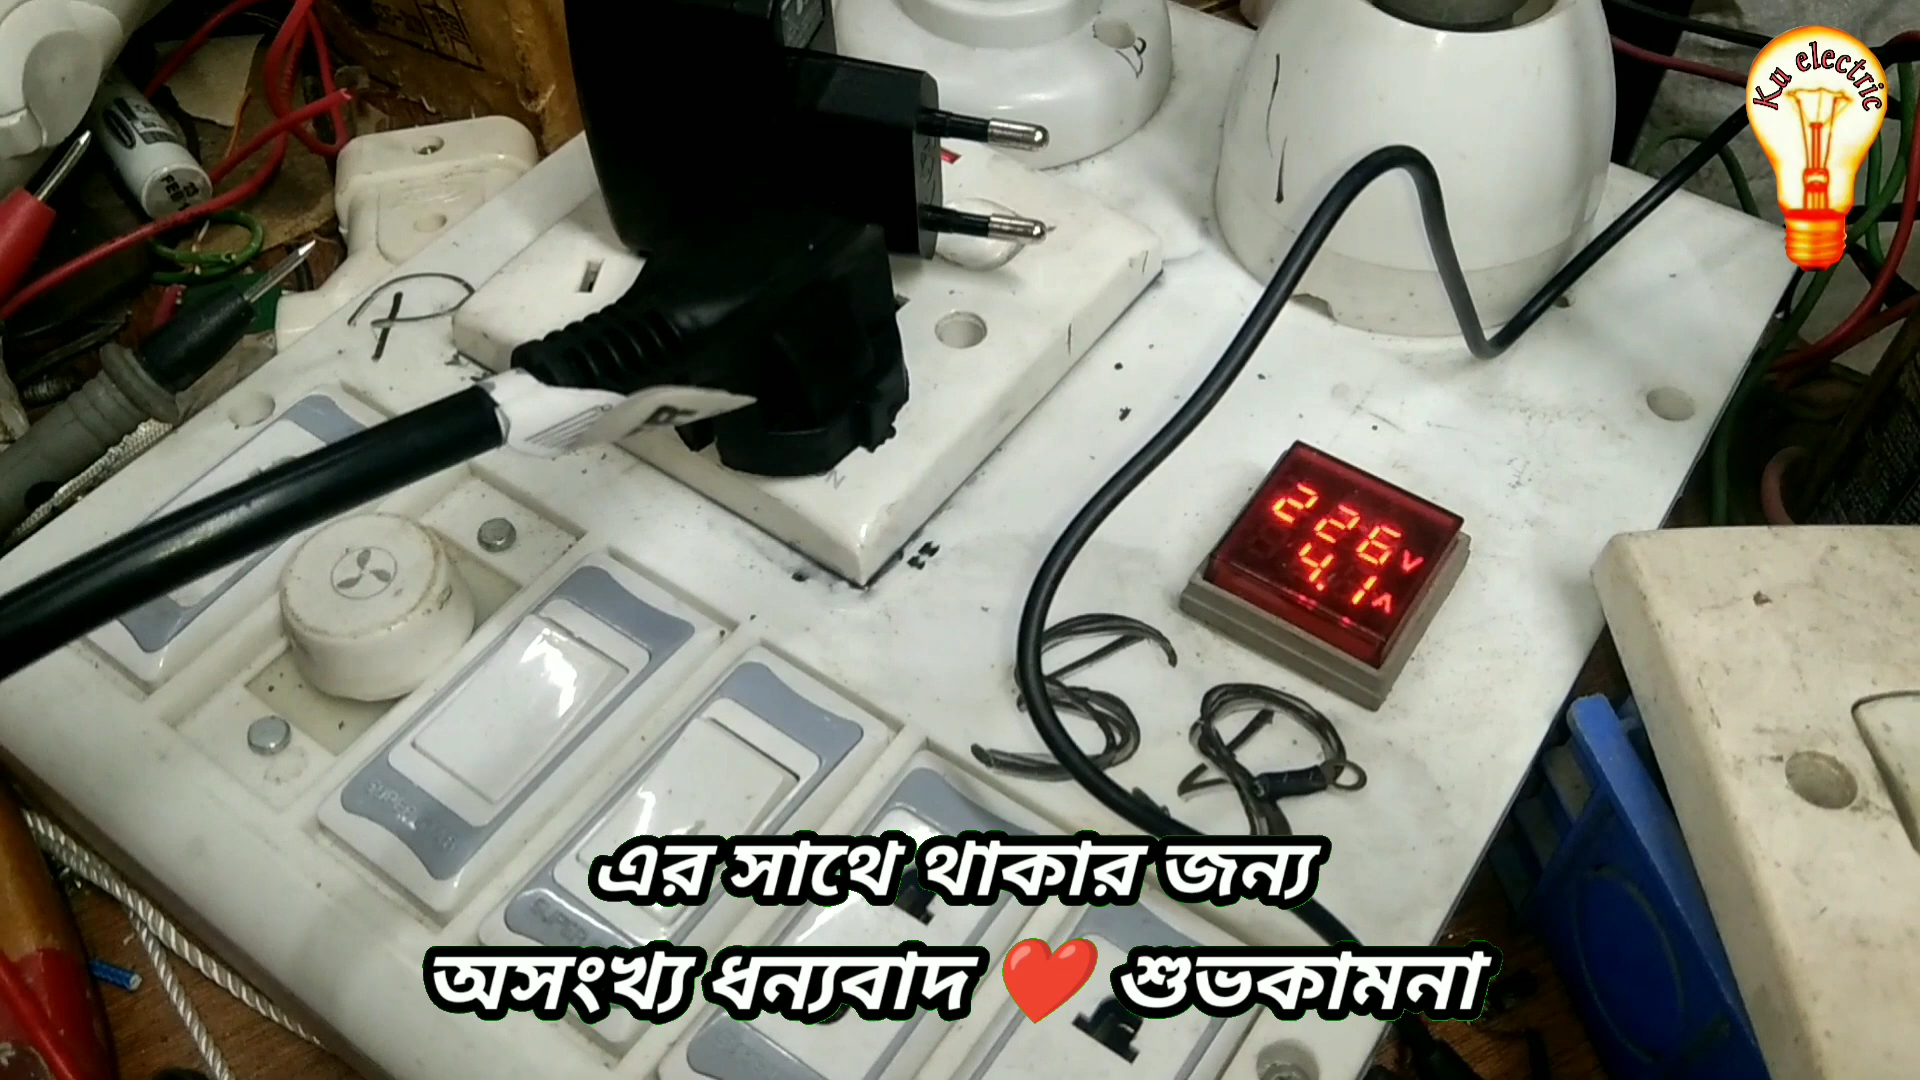 Ku electric
226V
4.1A
এর সাথে থাকার জন্য
অসংখ্য ধন্যবাদ ❤️ শুভকামনা